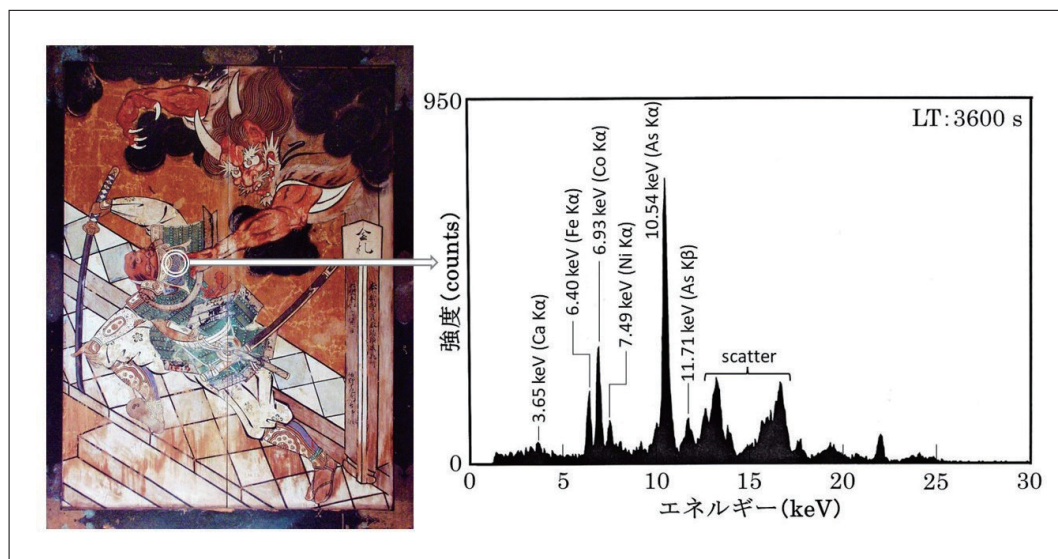 金札
950
LT: 3600 s
強度 (counts)
3.65 keV (Ca Kα)
6.40 keV (Fe Kα)
6.93 keV (Co Kα)
7.49 keV (Ni Kα)
10.54 keV (As Kα)
11.71 keV (As Kβ)
scatter
0
0 5 10 15 20 25 30
エネルギー (keV)